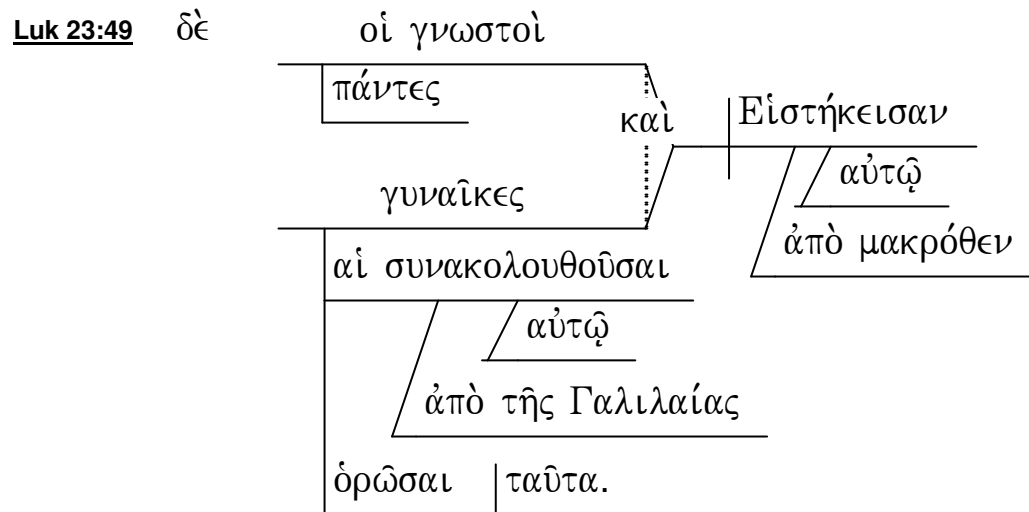 Luk 23:49 δὲ οἱ γνωστοὶ
πάντες
καὶ Εἱστήκεισαν
γυναῖκες αὐτῷ
ἀπὸ μακρόθεν
αἱ συνακολουθοῦσαι
αὐτῷ
ἀπὸ τῆς Γαλιλαίας
ὁρῶσαι ταῦτα.